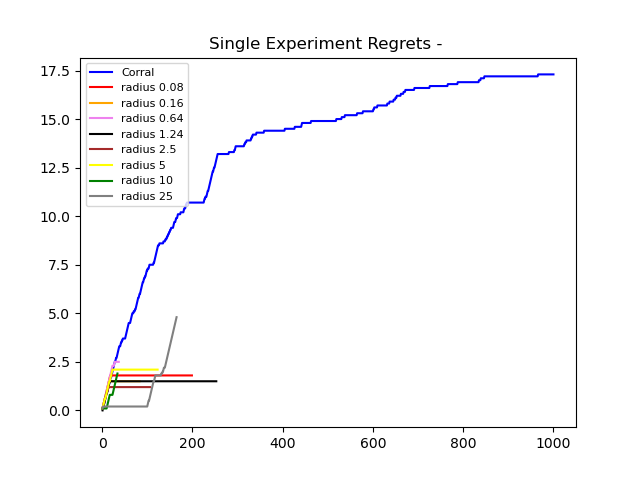 Single Experiment Regrets -
17.5
15.0
12.5
10.0
7.5
5.0
2.5
0.0
Corral
radius 0.08
radius 0.16
radius 0.64
radius 1.24
radius 2.5
radius 5
radius 10
radius 25
0 200 400 600 800 1000